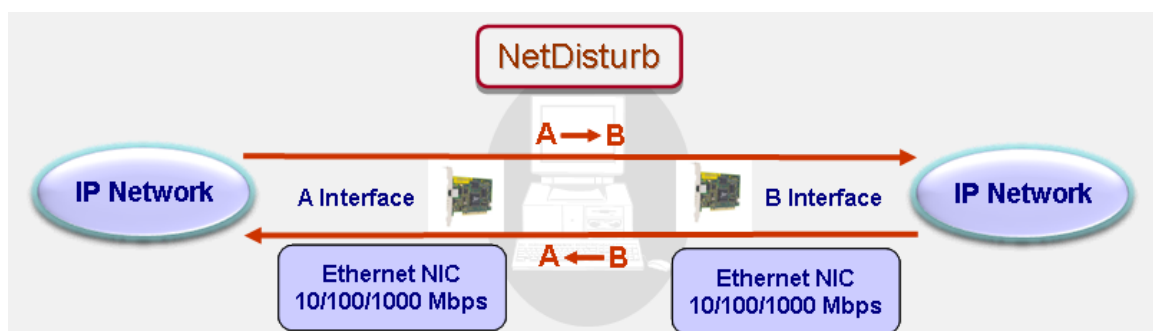 NetDisturb
A → B
IP Network
A Interface
B Interface
IP Network
A ← B
Ethernet NIC
10/100/1000 Mbps
Ethernet NIC
10/100/1000 Mbps